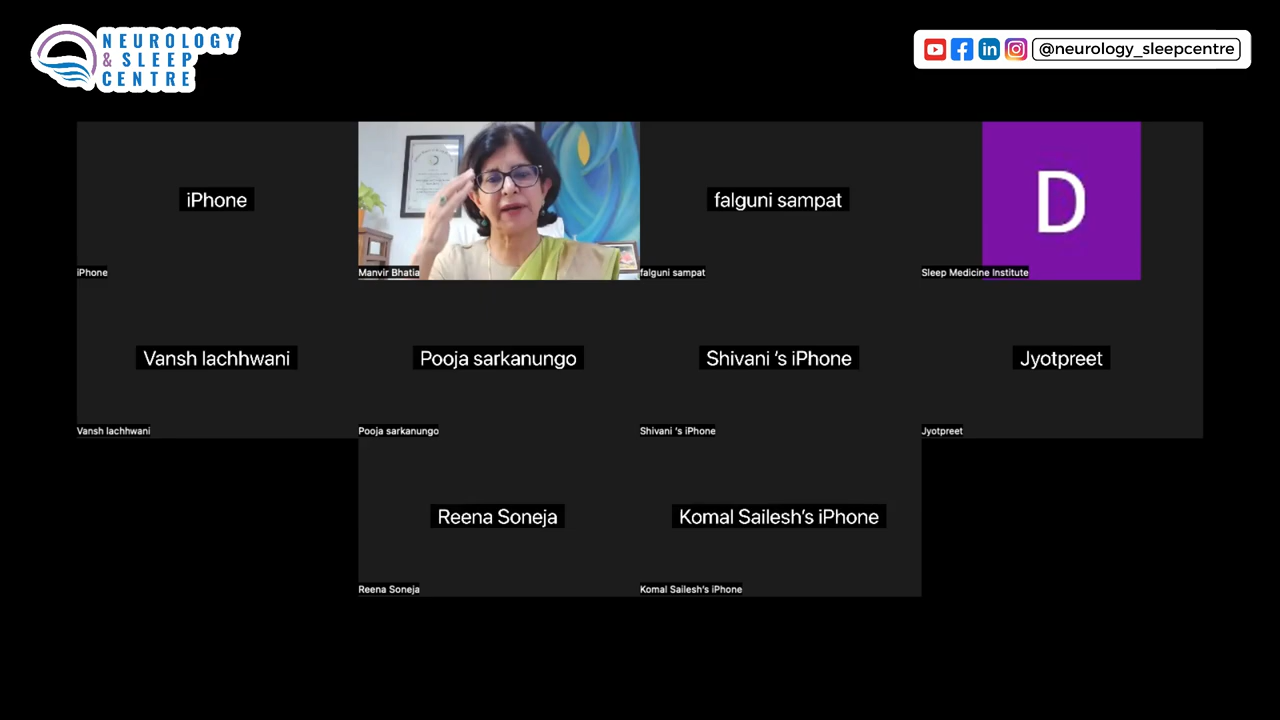 NEUROLOGY
& SLEEP
CENTRE
@neurology_sleepcentre
iPhone
iPhone
Manvir Bhatia
falguni sampat
falguni sampat
D
Sleep Medicine Institute
Vansh lachhwani
Vansh lachhwani
Pooja sarkanungo
Pooja sarkanungo
Shivani 's iPhone
Shivani 's iPhone
Jyotpreet
Jyotpreet
Reena Soneja
Reena Soneja
Komal Sailesh's iPhone
Komal Sailesh's iPhone